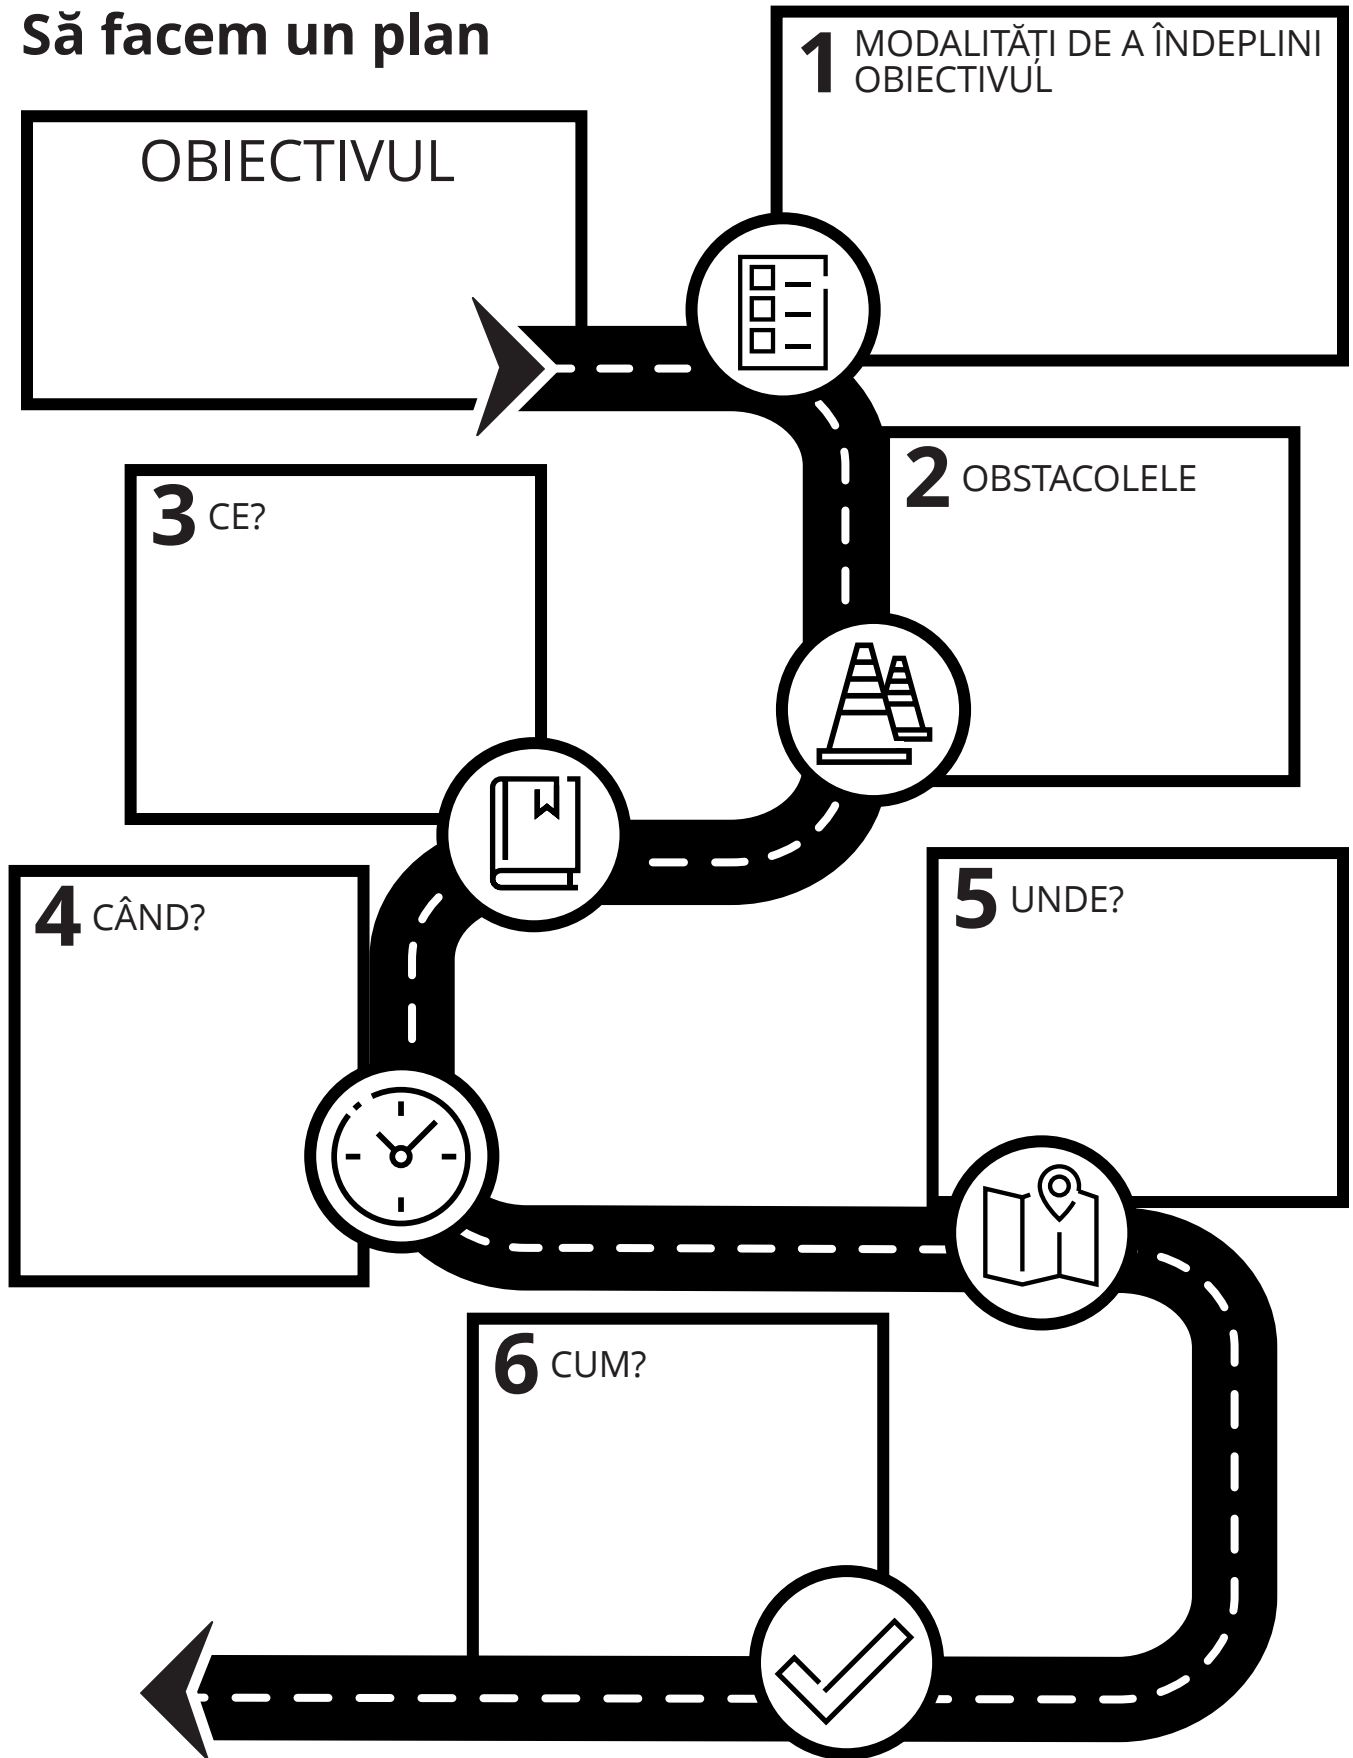 Să facem un plan
OBIECTIVUL
1 MODALITĂȚI DE A ÎNDEPLINI
OBIECTIVUL
2 OBSTACOLELE
3 CE?
4 CÂND?
5 UNDE?
6 CUM?